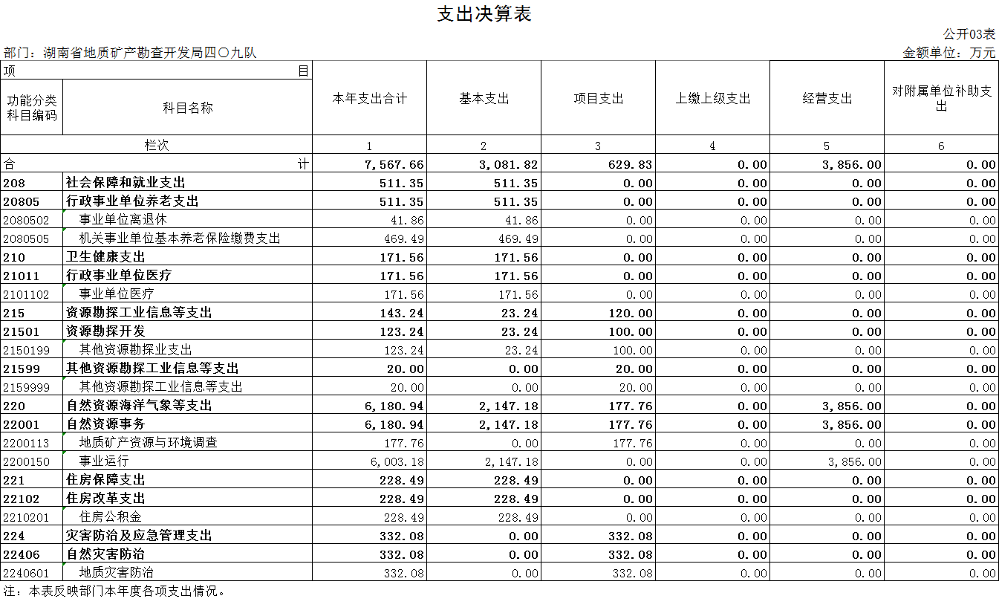 支出决算表
公开03表
部门：湖南省地质矿产勘查开发局四〇九队 金额单位：万元
项 目 本年支出合计 基本支出 项目支出 上缴上级支出 经营支出 对附属单位补助支出
功能分类科目编码 科目名称
栏次 1 2 3 4 5 6
合 计 7,567.66 3,081.82 629.83 0.00 3,856.00 0.00
208 社会保障和就业支出 511.35 511.35 0.00 0.00 0.00 0.00
20805 行政事业单位养老支出 511.35 511.35 0.00 0.00 0.00 0.00
2080502 事业单位离退休 41.86 41.86 0.00 0.00 0.00 0.00
2080505 机关事业单位基本养老保险缴费支出 469.49 469.49 0.00 0.00 0.00 0.00
210 卫生健康支出 171.56 171.56 0.00 0.00 0.00 0.00
21011 行政事业单位医疗 171.56 171.56 0.00 0.00 0.00 0.00
2101102 事业单位医疗 171.56 171.56 0.00 0.00 0.00 0.00
215 资源勘探工业信息等支出 143.24 23.24 120.00 0.00 0.00 0.00
21501 资源勘探开发 123.24 23.24 100.00 0.00 0.00 0.00
2150199 其他资源勘探业支出 123.24 23.24 100.00 0.00 0.00 0.00
21599 其他资源勘探工业信息等支出 20.00 0.00 20.00 0.00 0.00 0.00
2159999 其他资源勘探工业信息等支出 20.00 0.00 20.00 0.00 0.00 0.00
220 自然资源海洋气象等支出 6,180.94 2,147.18 177.76 0.00 3,856.00 0.00
22001 自然资源事务 6,180.94 2,147.18 177.76 0.00 3,856.00 0.00
2200113 地质矿产资源与环境调查 177.76 0.00 177.76 0.00 0.00 0.00
2200150 事业运行 6,003.18 2,147.18 0.00 0.00 3,856.00 0.00
221 住房保障支出 228.49 228.49 0.00 0.00 0.00 0.00
22102 住房改革支出 228.49 228.49 0.00 0.00 0.00 0.00
2210201 住房公积金 228.49 228.49 0.00 0.00 0.00 0.00
224 灾害防治及应急管理支出 332.08 0.00 332.08 0.00 0.00 0.00
22406 自然灾害防治 332.08 0.00 332.08 0.00 0.00 0.00
2240601 地质灾害防治 332.08 0.00 332.08 0.00 0.00 0.00
注：本表反映部门本年度各项支出情况。